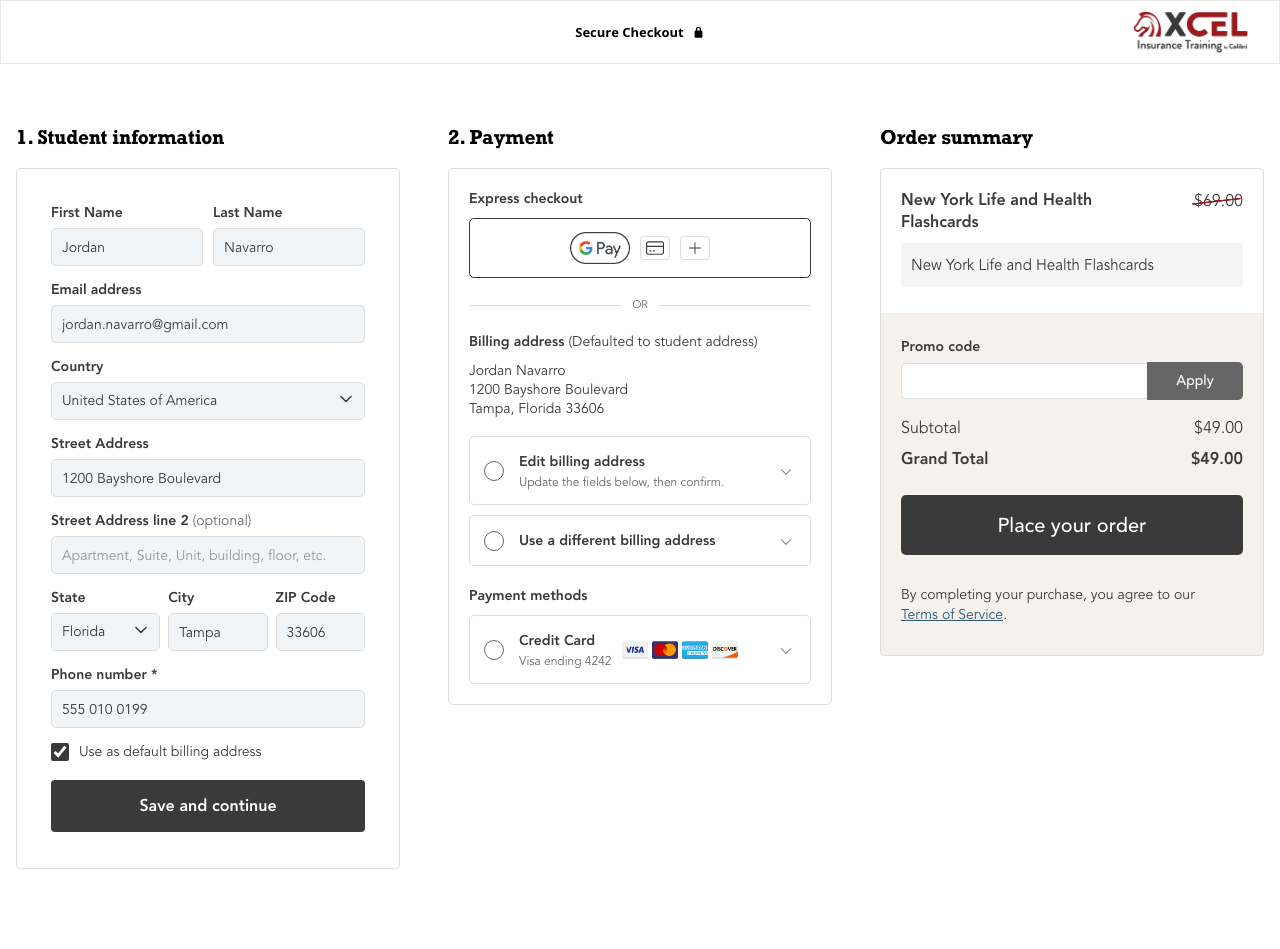 Secure Checkout
XCEL
Insurance Training by Colibri
1. Student information
First Name
Last Name
Jordan
Navarro
Email address
jordan.navarro@gmail.com
Country
United States of America
Street Address
1200 Bayshore Boulevard
Street Address line 2 (optional)
Apartment, Suite, Unit, building, floor, etc.
State
City
ZIP Code
Florida
Tampa
33606
Phone number *
555 010 0199
Use as default billing address
Save and continue
2. Payment
Express checkout
G Pay
OR
Billing address (Defaulted to student address)
Jordan Navarro
1200 Bayshore Boulevard
Tampa, Florida 33606
Edit billing address
Update the fields below, then confirm.
Use a different billing address
Payment methods
Credit Card
Visa ending 4242
VISA
AMERICAN EXPRESS
DISCOVER
Order summary
New York Life and Health
Flashcards
$69.00
New York Life and Health Flashcards
Promo code
Apply
Subtotal
$49.00
Grand Total
$49.00
Place your order
By completing your purchase, you agree to our
Terms of Service.